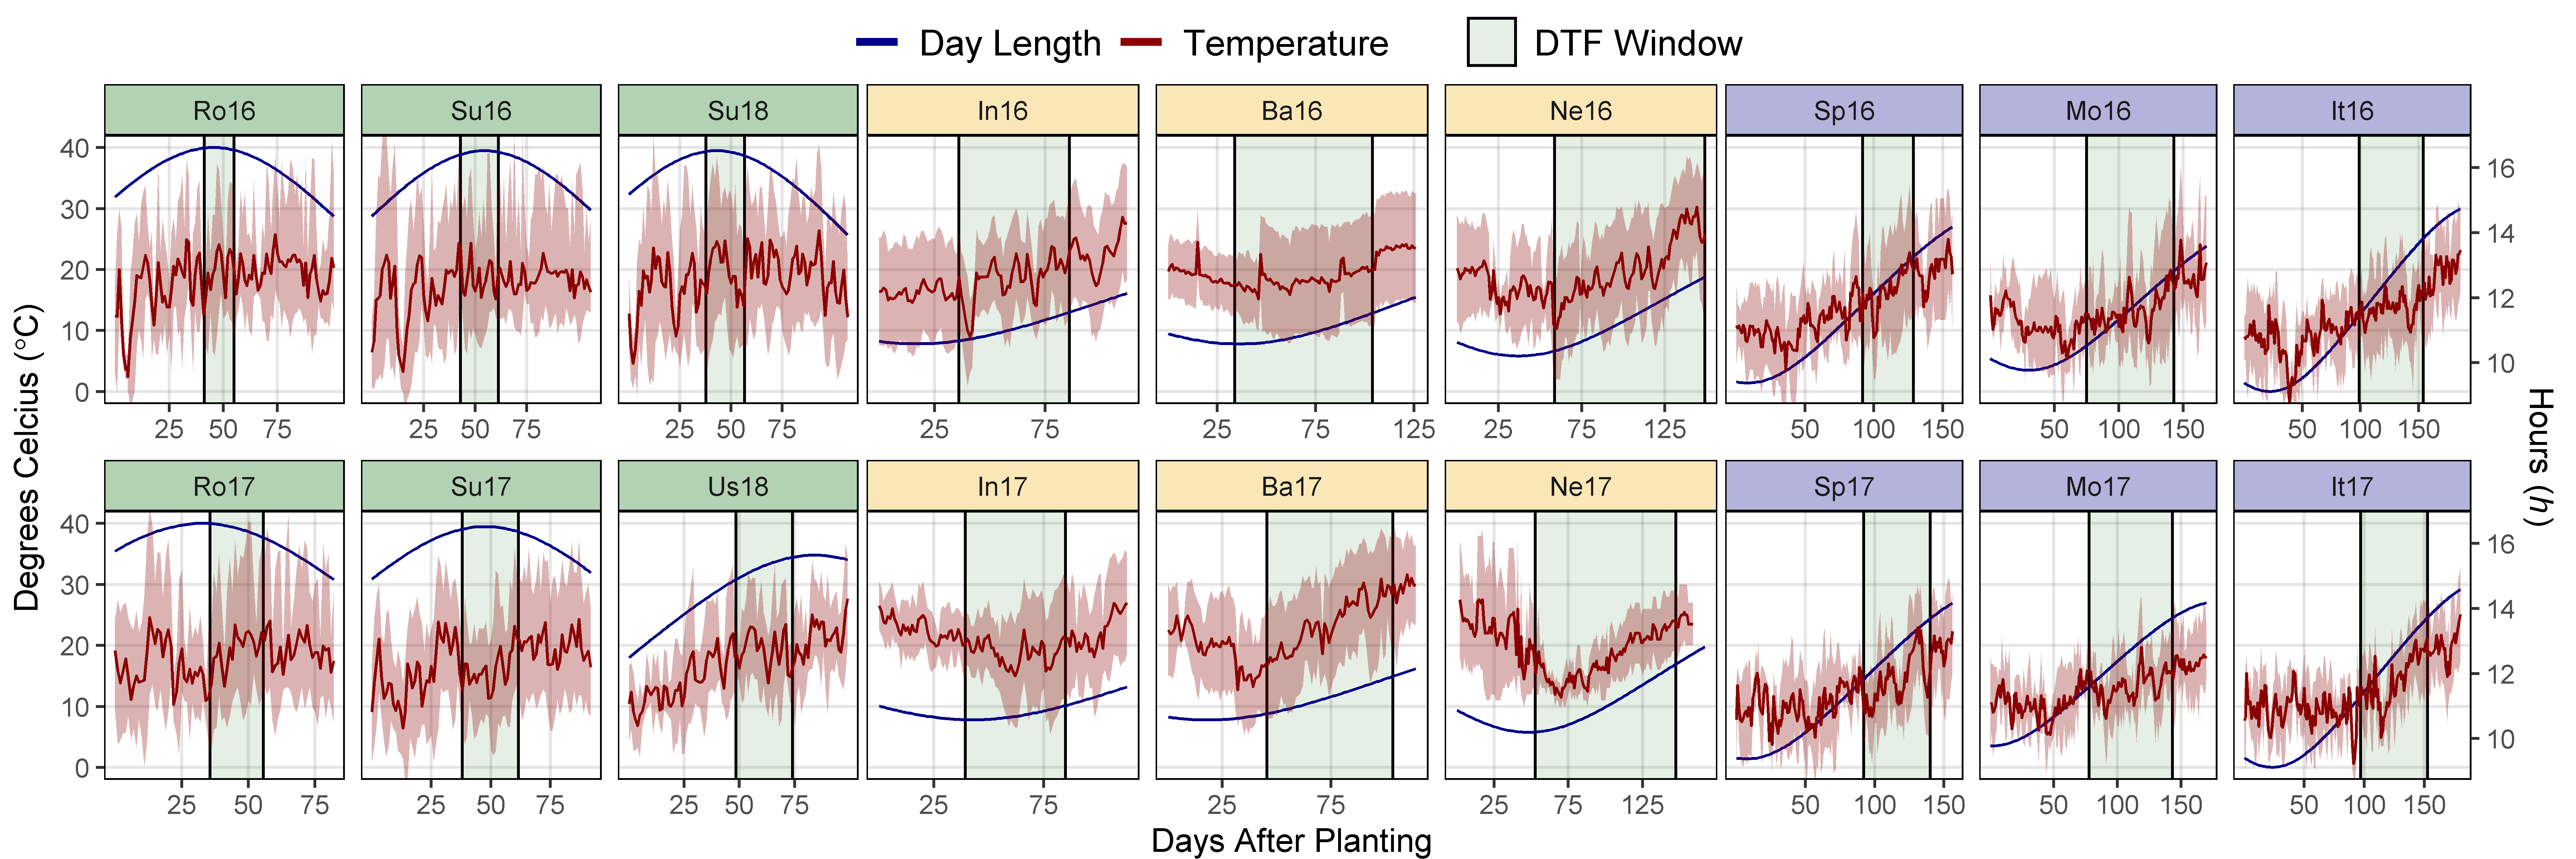 Day Length Temperature DTF Window
Ro16 Su16 Su18 In16 Ba16 Ne16 Sp16 Mo16 It16
40
30
20
10
0
16
14
12
10
25 50 75 25 50 75 25 50 75 25 75 25 75 125 25 75 125 50 100 150 50 100 150 50 100 150
Degrees Celcius (°C)
Hours (h)
Ro17 Su17 Us18 In17 Ba17 Ne17 Sp17 Mo17 It17
40
30
20
10
0
16
14
12
10
25 50 75 25 50 75 25 50 75 25 75 25 75 25 75 125 50 100 150 50 100 150 50 100 150
Days After Planting